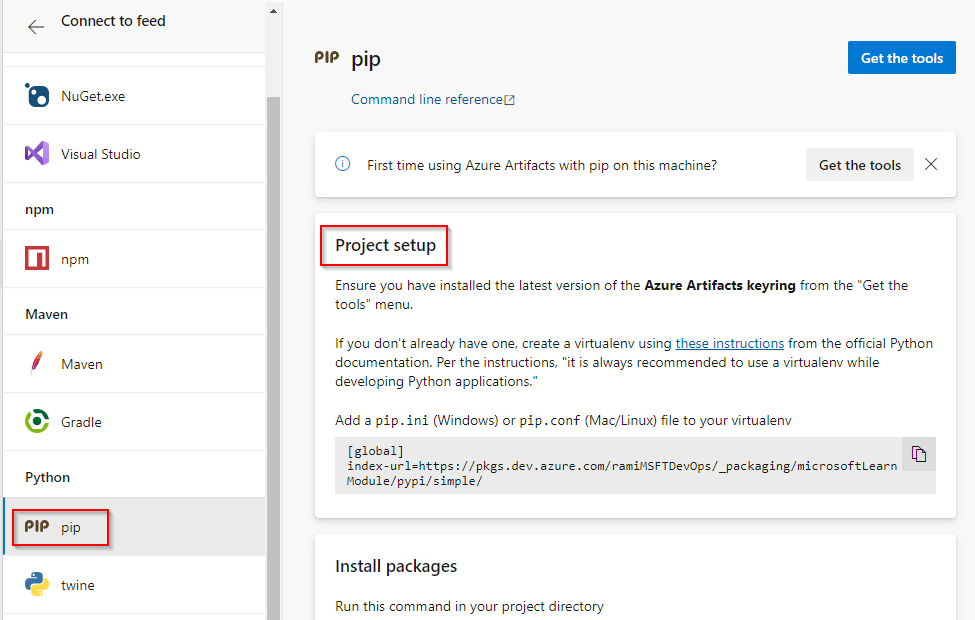 Connect to feed
NuGet.exe
Visual Studio
npm
npm
Maven
Maven
Gradle
Python
PIP pip
twine
PIP pip
Get the tools
Command line reference
First time using Azure Artifacts with pip on this machine?
Get the tools
Project setup
Ensure you have installed the latest version of the Azure Artifacts keyring from the "Get the
tools" menu.
If you don't already have one, create a virtualenv using these instructions from the official Python
documentation. Per the instructions, "it is always recommended to use a virtualenv while
developing Python applications."
Add a pip.ini (Windows) or pip.conf (Mac/Linux) file to your virtualenv
[global]
index-url=https://pkgs.dev.azure.com/ramiMSFTDevOps/_packaging/microsoftLearn
Module/pypi/simple/
Install packages
Run this command in your project directory